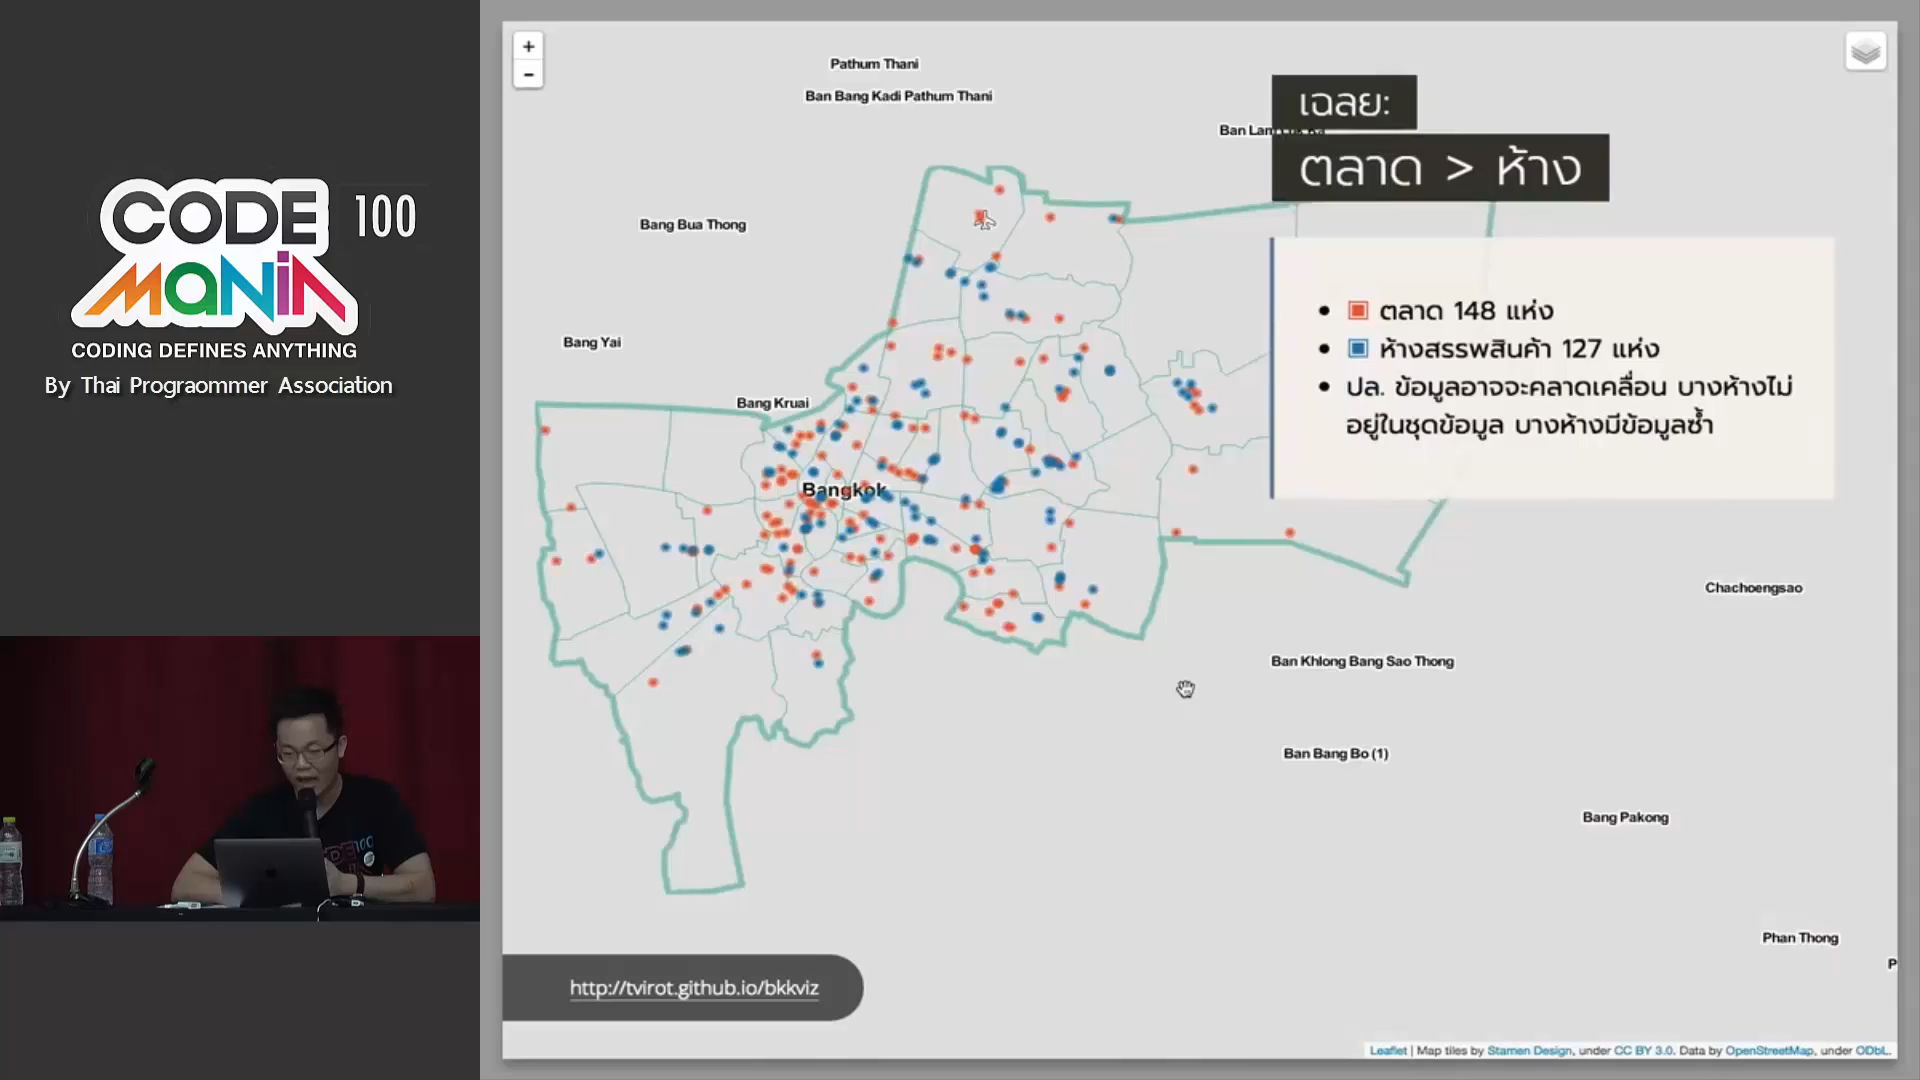 CODE
MANiA
100
CODING DEFINES ANYTHING
By Thai Prograommer Association
+
-
Pathum Thani
Ban Bang Kadi Pathum Thani
Bang Bua Thong
Bang Yai
Bang Kruai
Bangkok
เฉลย:
ตลาด > ห้าง
ตลาด 148 แห่ง
ห้างสรรพสินค้า 127 แห่ง
ปล. ข้อมูลอาจจะคลาดเคลื่อน บางห้างไม่
อยู่ในชุดข้อมูล บางห้างมีข้อมูลซ้ำ
Chachoengsao
Ban Khlong Bang Sao Thong
Ban Bang Bo (1)
Bang Pakong
Phan Thong
P
http://tvirot.github.io/bkkviz
Leaflet | Map tiles by Stamen Design, under CC BY 3.0. Data by OpenStreetMap, under ODbL.